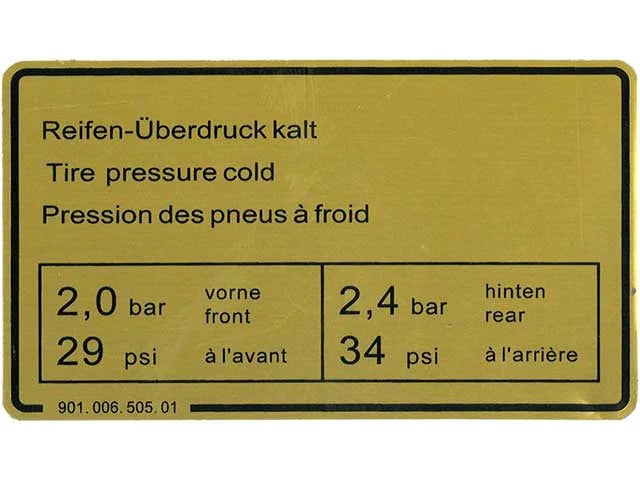 Reifen-Überdruck kalt
Tire pressure cold
Pression des pneus à froid
2,0 bar vorne front
29 psi à l'avant
2,4 bar hinten rear
34 psi à l'arrière
901. 006. 505. 01